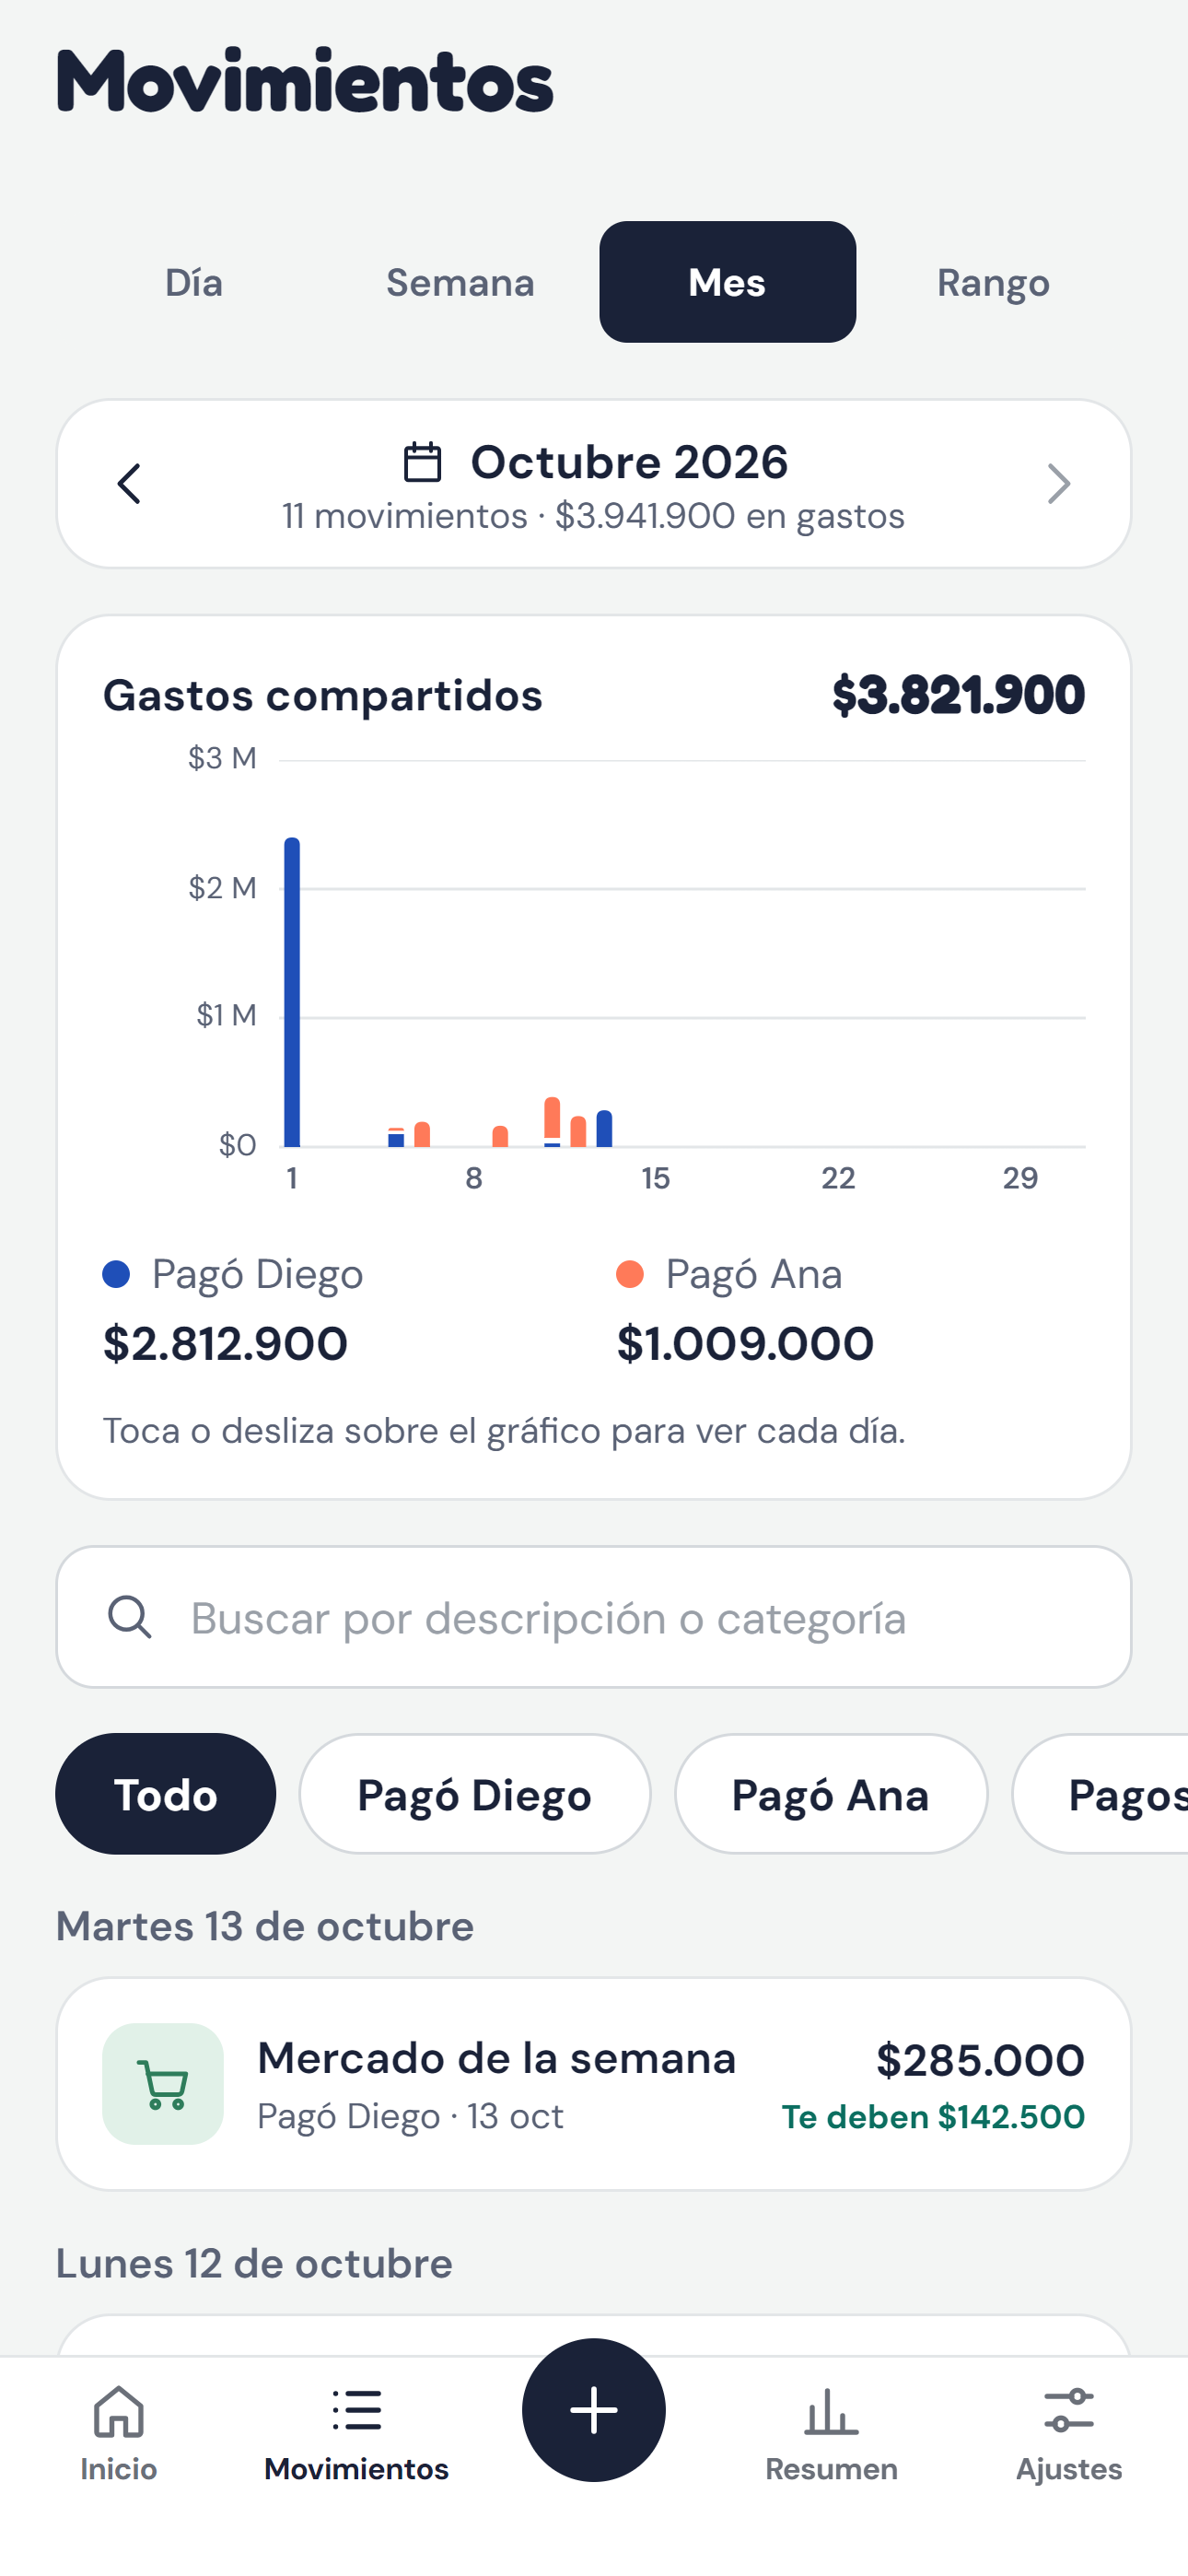 Movimientos
Día Semana Mes Rango
Octubre 2026
11 movimientos · $3.941.900 en gastos
Gastos compartidos $3.821.900
$3 M
$2 M
$1 M
$0
1 8 15 22 29
Pagó Diego Pagó Ana
$2.812.900 $1.009.000
Toca o desliza sobre el gráfico para ver cada día.
Buscar por descripción o categoría
Todo Pagó Diego Pagó Ana Pagos
Martes 13 de octubre
Mercado de la semana $285.000
Pagó Diego · 13 oct Te deben $142.500
Lunes 12 de octubre
Inicio Movimientos Resumen Ajustes